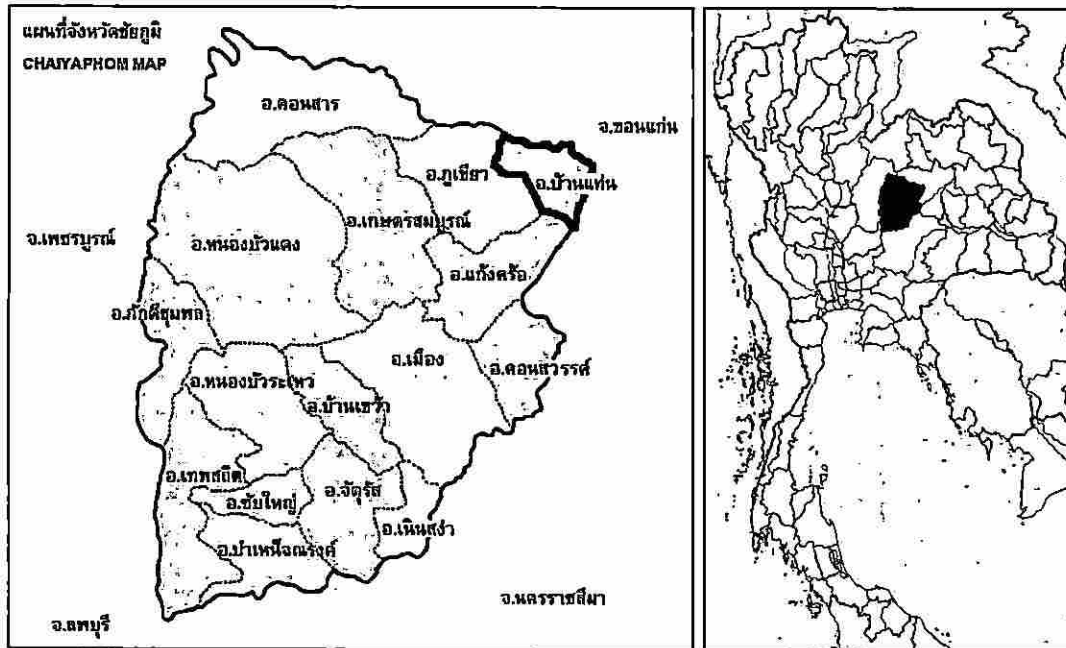 แผนที่จังหวัดชัยภูมิ
CHAIYAPHOM MAP
อ.คอนสาร
จ.ขอนแก่น
อ.ภูเขียว
อ.บ้านแท่น
อ.เกษตรสมบูรณ์
จ.เพชรบูรณ์
อ.หนองบัวแดง
อ.แก้งคร้อ
อ.ภักดีชุมพล
อ.เมือง
อ.คอนสวรรค์
อ.หนองบัวระเหว
อ.บ้านเขว้า
อ.เทพสถิต
อ.จัตุรัส
อ.ซับใหญ่
อ.เนินสง่า
อ.บำเหน็จณรงค์
จ.นครราชสีมา
จ.ลพบุรี